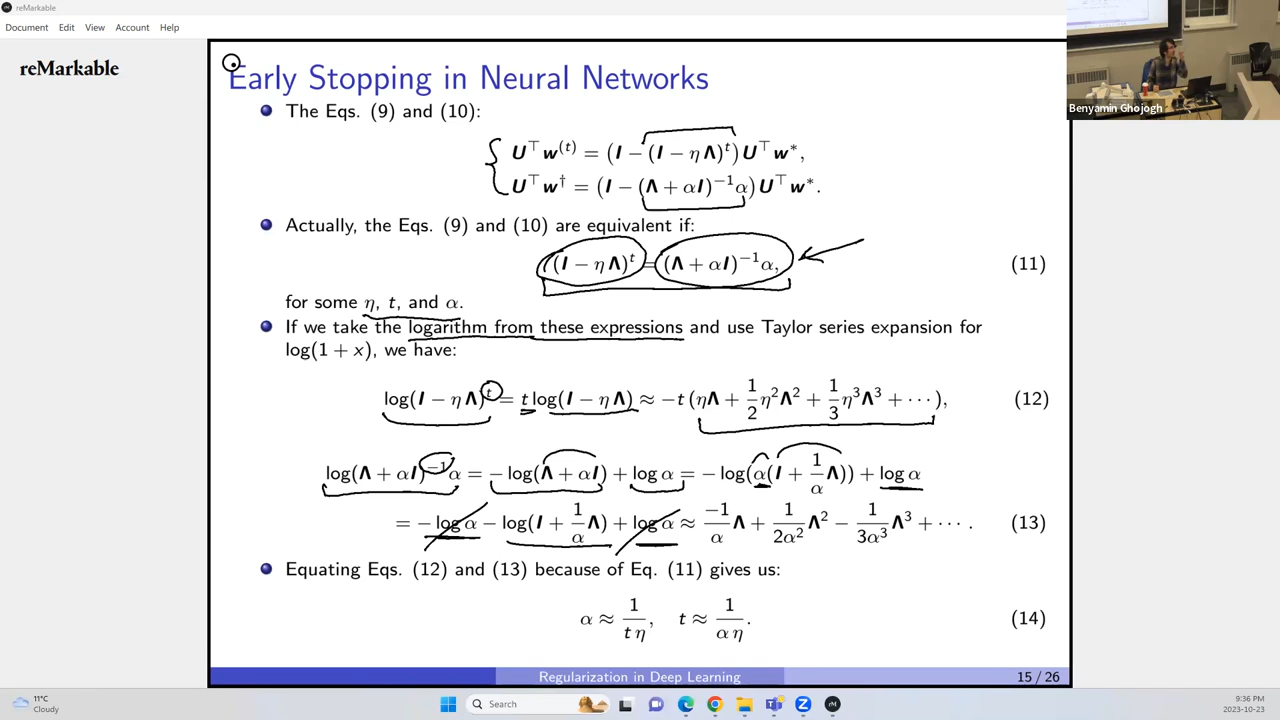 reMarkable
Document Edit View Account Help
reMarkable
Early Stopping in Neural Networks
The Eqs. (9) and (10):
U⊤w(t) = (I − (I − ηΛ)^t) U⊤w*,
U⊤w† = (I − (Λ + αI)^−1 α) U⊤w*.
Actually, the Eqs. (9) and (10) are equivalent if:
(I − ηΛ)^t = (Λ + αI)^−1 α, (11)
for some η, t, and α.
If we take the logarithm from these expressions and use Taylor series expansion for
log(1 + x), we have:
log(I − ηΛ)^t = t log(I − ηΛ) ≈ −t (ηΛ + 1/2 η²Λ² + 1/3 η³Λ³ + ⋯), (12)
log(Λ + αI)^−1 α = − log(Λ + αI) + log α = − log(α(I + 1/α Λ)) + log α
= − log α − log(I + 1/α Λ) + log α ≈ −1/α Λ + 1/2α² Λ² − 1/3α³ Λ³ + ⋯ . (13)
Equating Eqs. (12) and (13) because of Eq. (11) gives us:
α ≈ 1/t η, t ≈ 1/α η. (14)
Regularization in Deep Learning 15 / 26
Benyamin Ghojogh
11°C
Cloudy
Search
9:36 PM
2023-10-23